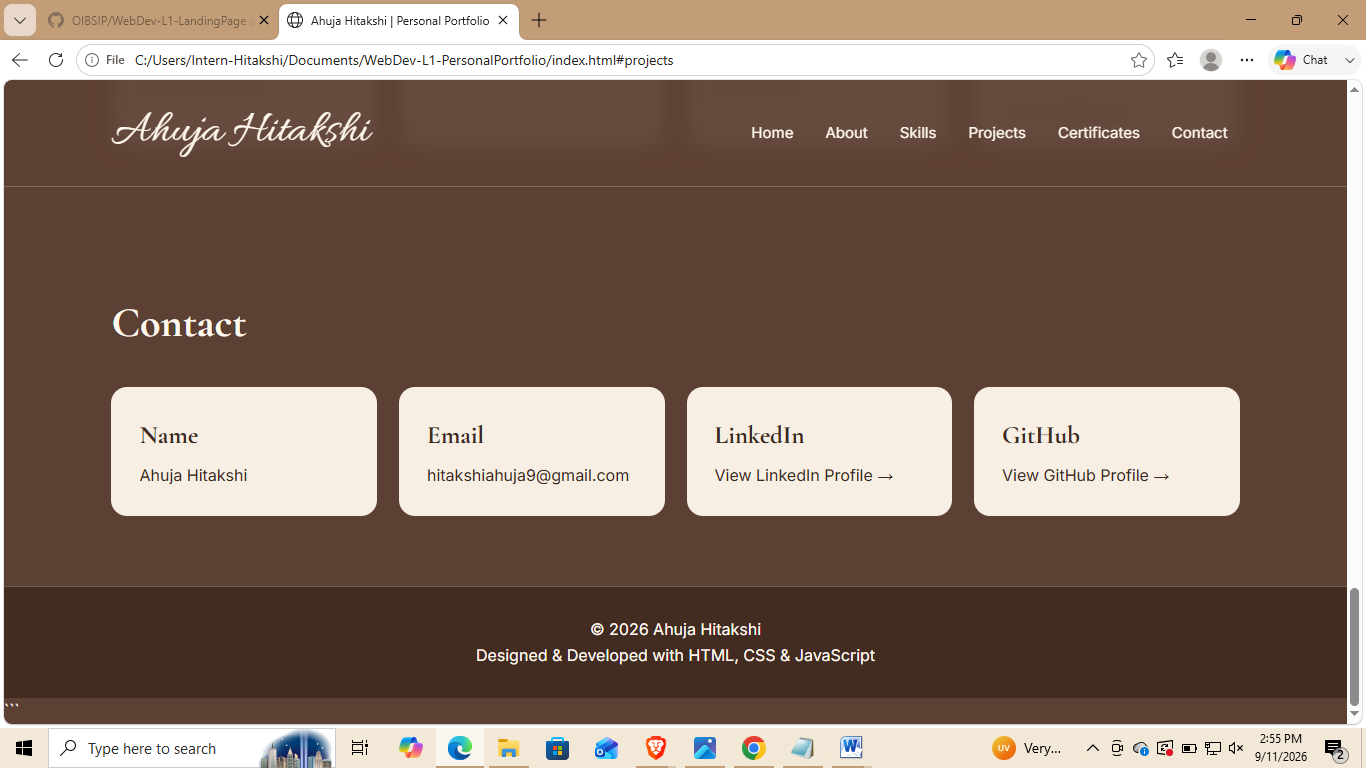 OIBSIP/WebDev-L1-LandingPage
Ahuja Hitakshi | Personal Portfolio
File C:/Users/Intern-Hitakshi/Documents/WebDev-L1-PersonalPortfolio/index.html#projects
Chat
Ahuja Hitakshi
Home About Skills Projects Certificates Contact
Contact
Name
Ahuja Hitakshi
Email
hitakshiahuja9@gmail.com
LinkedIn
View LinkedIn Profile →
GitHub
View GitHub Profile →
© 2026 Ahuja Hitakshi
Designed & Developed with HTML, CSS & JavaScript
```
Type here to search
UV
Very...
2:55 PM
9/11/2026
2